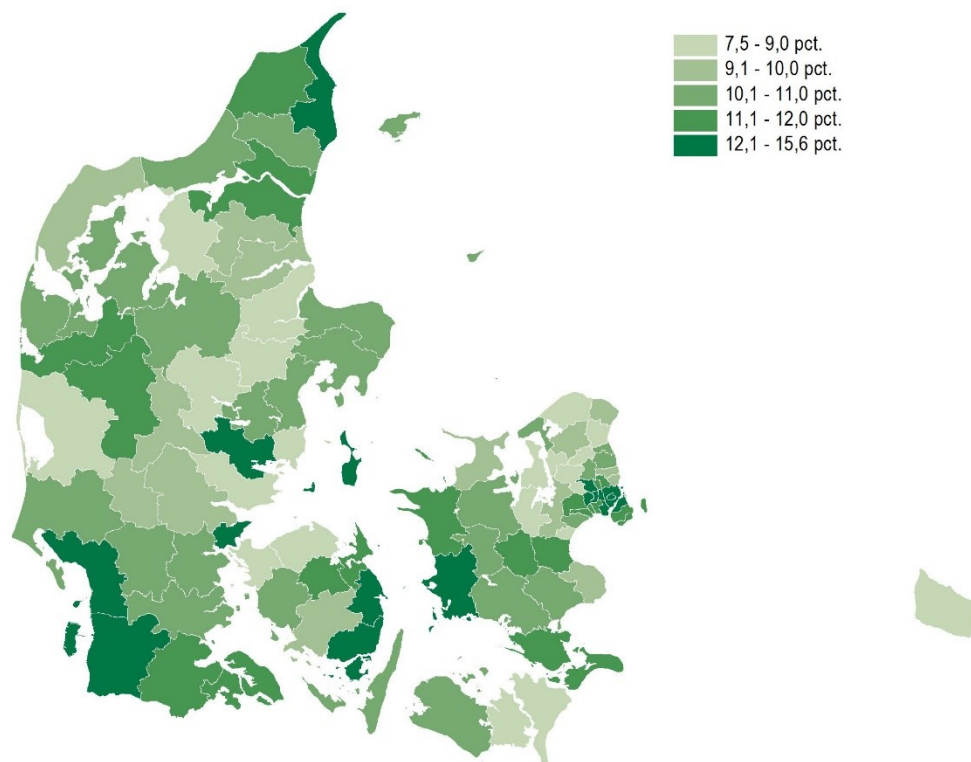 7,5 - 9,0 pct.
9,1 - 10,0 pct.
10,1 - 11,0 pct.
11,1 - 12,0 pct.
12,1 - 15,6 pct.